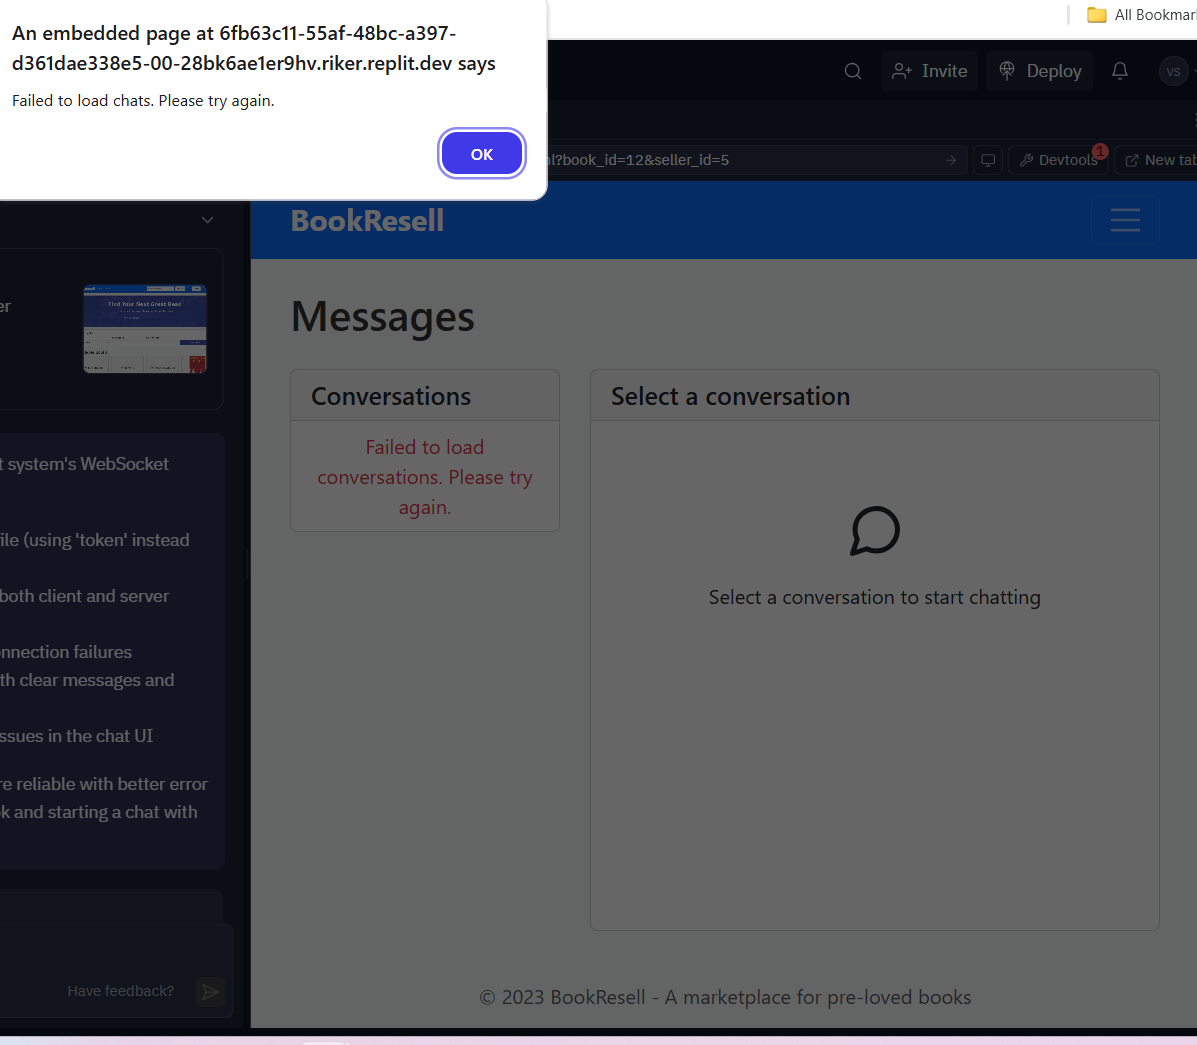 An embedded page at 6fb63c11-55af-48bc-a397-
d361dae338e5-00-28bk6ae1er9hv.riker.replit.dev says
Failed to load chats. Please try again.
OK
All Bookmar
Invite
Deploy
VS
?book_id=12&seller_id=5
Devtools
1
New tab
BookResell
er
Find Your Next Great Read
Messages
Conversations
Failed to load
conversations. Please try
again.
Select a conversation
Select a conversation to start chatting
t system's WebSocket
ile (using 'token' instead
both client and server
nnection failures
th clear messages and
ssues in the chat UI
re reliable with better error
k and starting a chat with
Have feedback?
© 2023 BookResell - A marketplace for pre-loved books